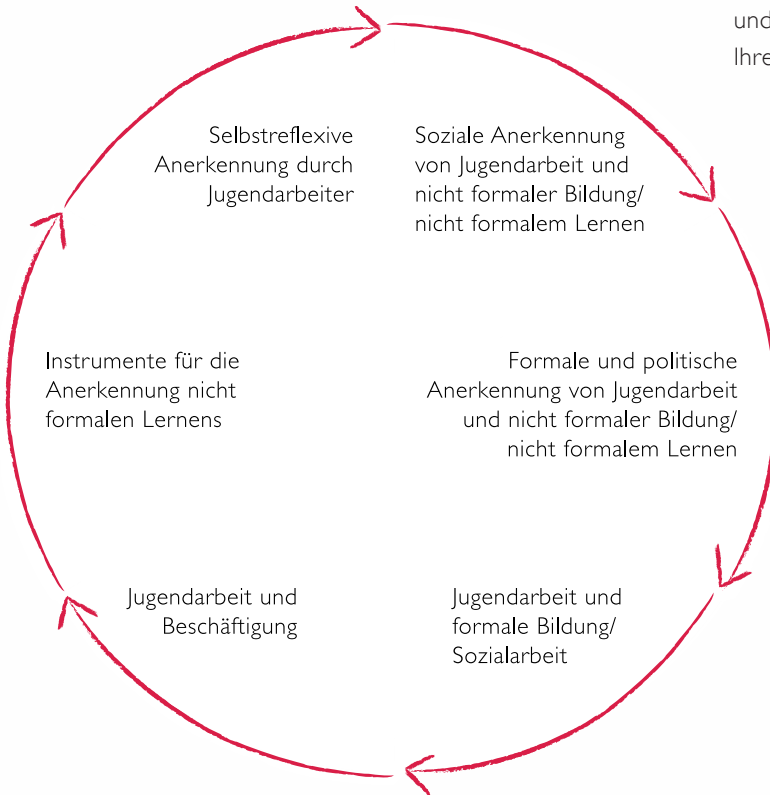 und
Ihre
Selbstreflexive
Anerkennung durch
Jugendarbeiter
Soziale Anerkennung
von Jugendarbeit und
nicht formaler Bildung/
nicht formalem Lernen
Formale und politische
Anerkennung von Jugendarbeit
und nicht formaler Bildung/
nicht formalem Lernen
Jugendarbeit und
formale Bildung/
Sozialarbeit
Jugendarbeit und
Beschäftigung
Instrumente für die
Anerkennung nicht
formalen Lernens